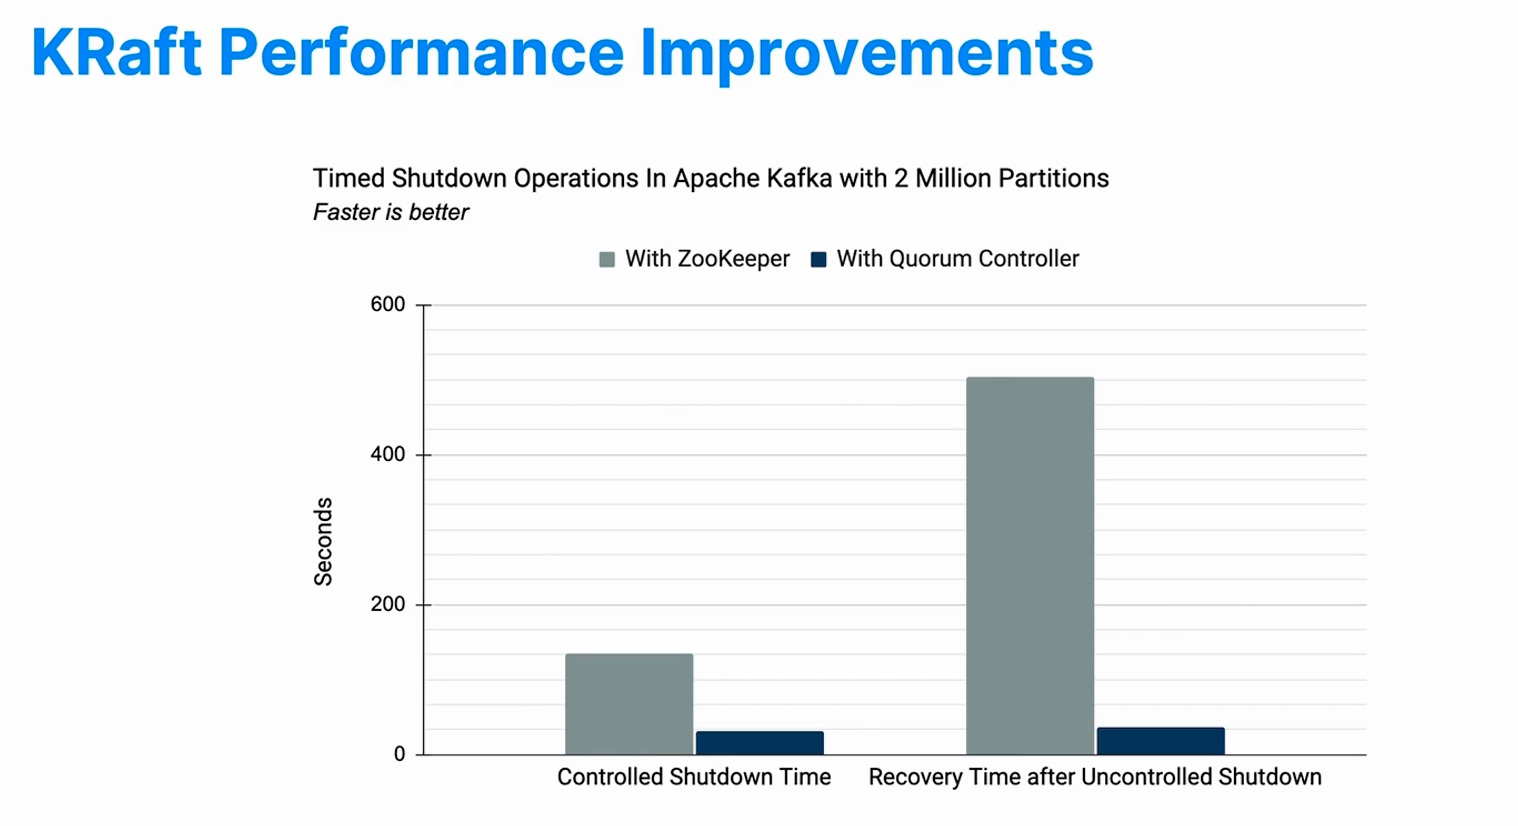 KRaft Performance Improvements
Timed Shutdown Operations In Apache Kafka with 2 Million Partitions
Faster is better
With ZooKeeper With Quorum Controller
600
400
200
0
Seconds
Controlled Shutdown Time Recovery Time after Uncontrolled Shutdown